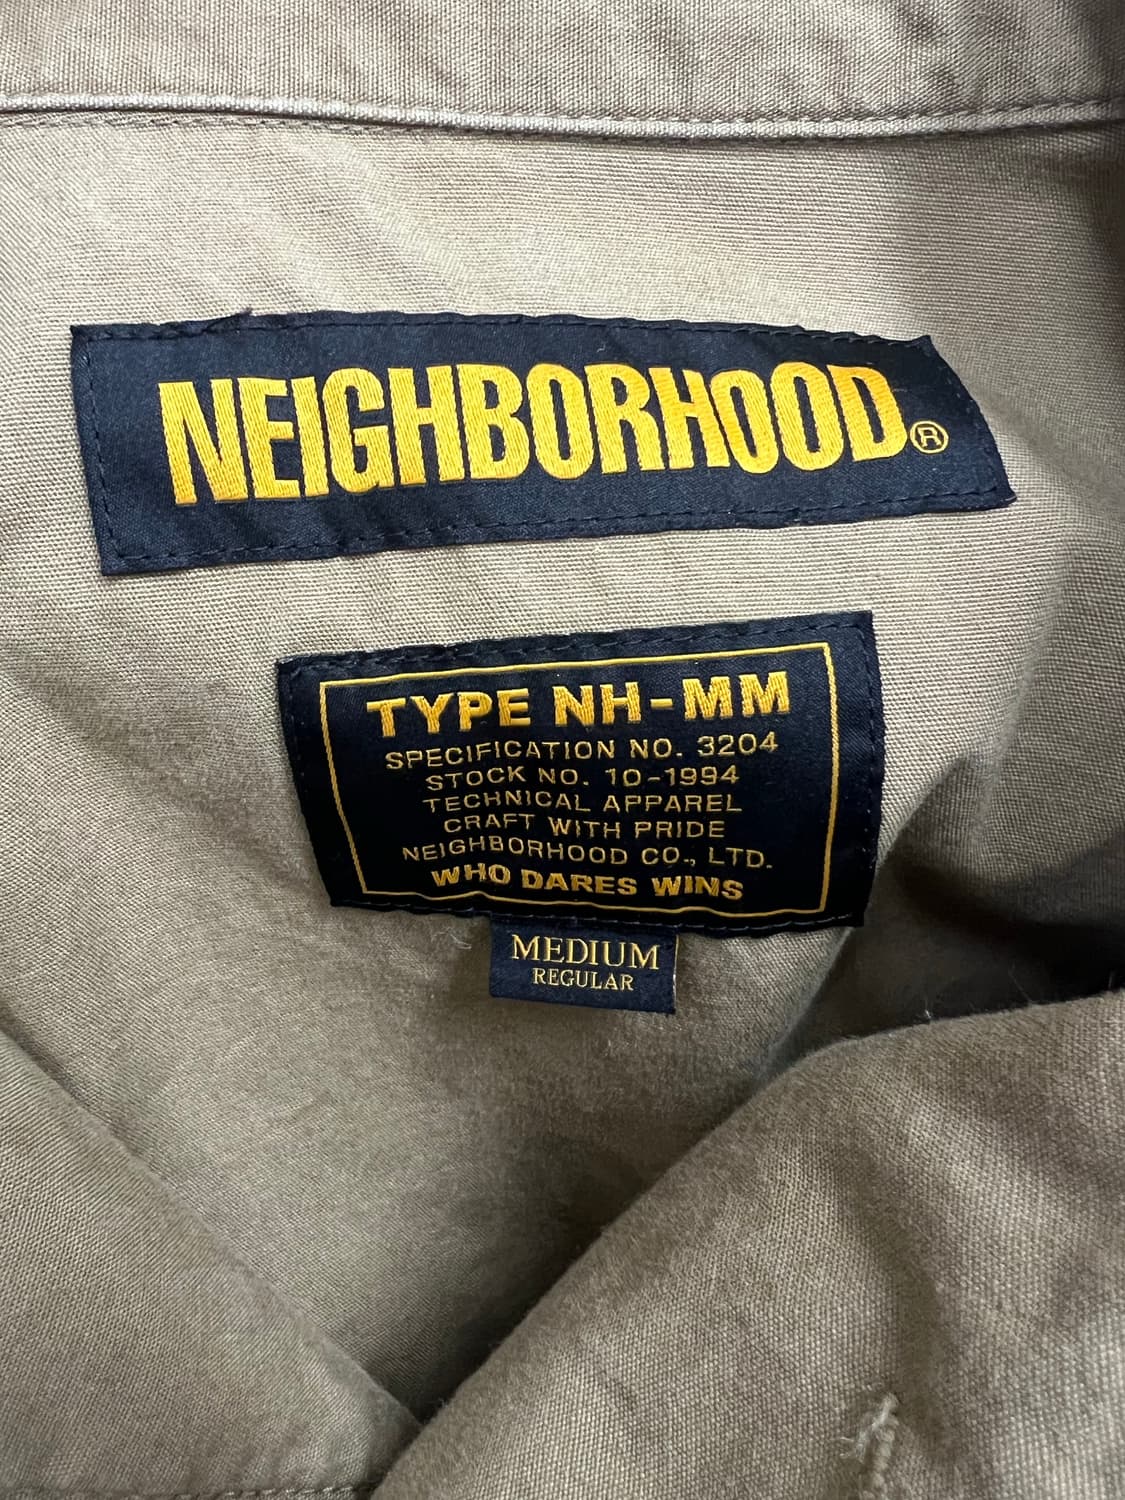 NEIGHBORHOOD®
TYPE NH-MM
SPECIFICATION NO. 3204
STOCK NO. 10-1994
TECHNICAL APPAREL
CRAFT WITH PRIDE
NEIGHBORHOOD CO., LTD.
WHO DARES WINS
MEDIUM
REGULAR